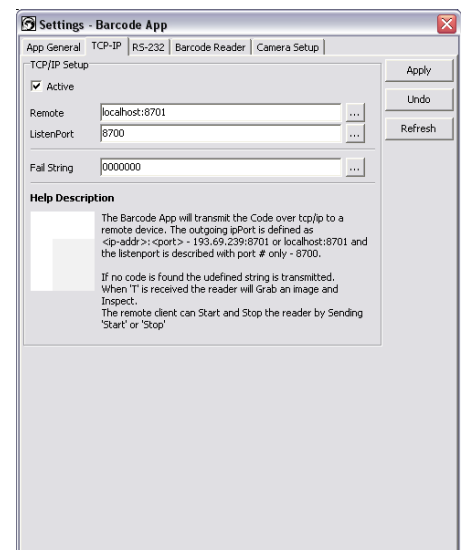 Settings - Barcode App
App General TCP-IP RS-232 Barcode Reader Camera Setup
TCP/IP Setup
Active
Remote localhost:8701 ...
ListenPort 8700 ...
Fail String 0000000 ...
Help Description
The Barcode App will transmit the Code over tcp/ip to a
remote device. The outgoing ipPort is defined as
<ip-addr>:<port> - 193.69.239:8701 or localhost:8701 and
the listenport is described with port # only - 8700.
If no code is found the udefined string is transmitted.
When 'T' is received the reader will Grab an image and
Inspect.
The remote client can Start and Stop the reader by Sending
'Start' or 'Stop'
Apply
Undo
Refresh